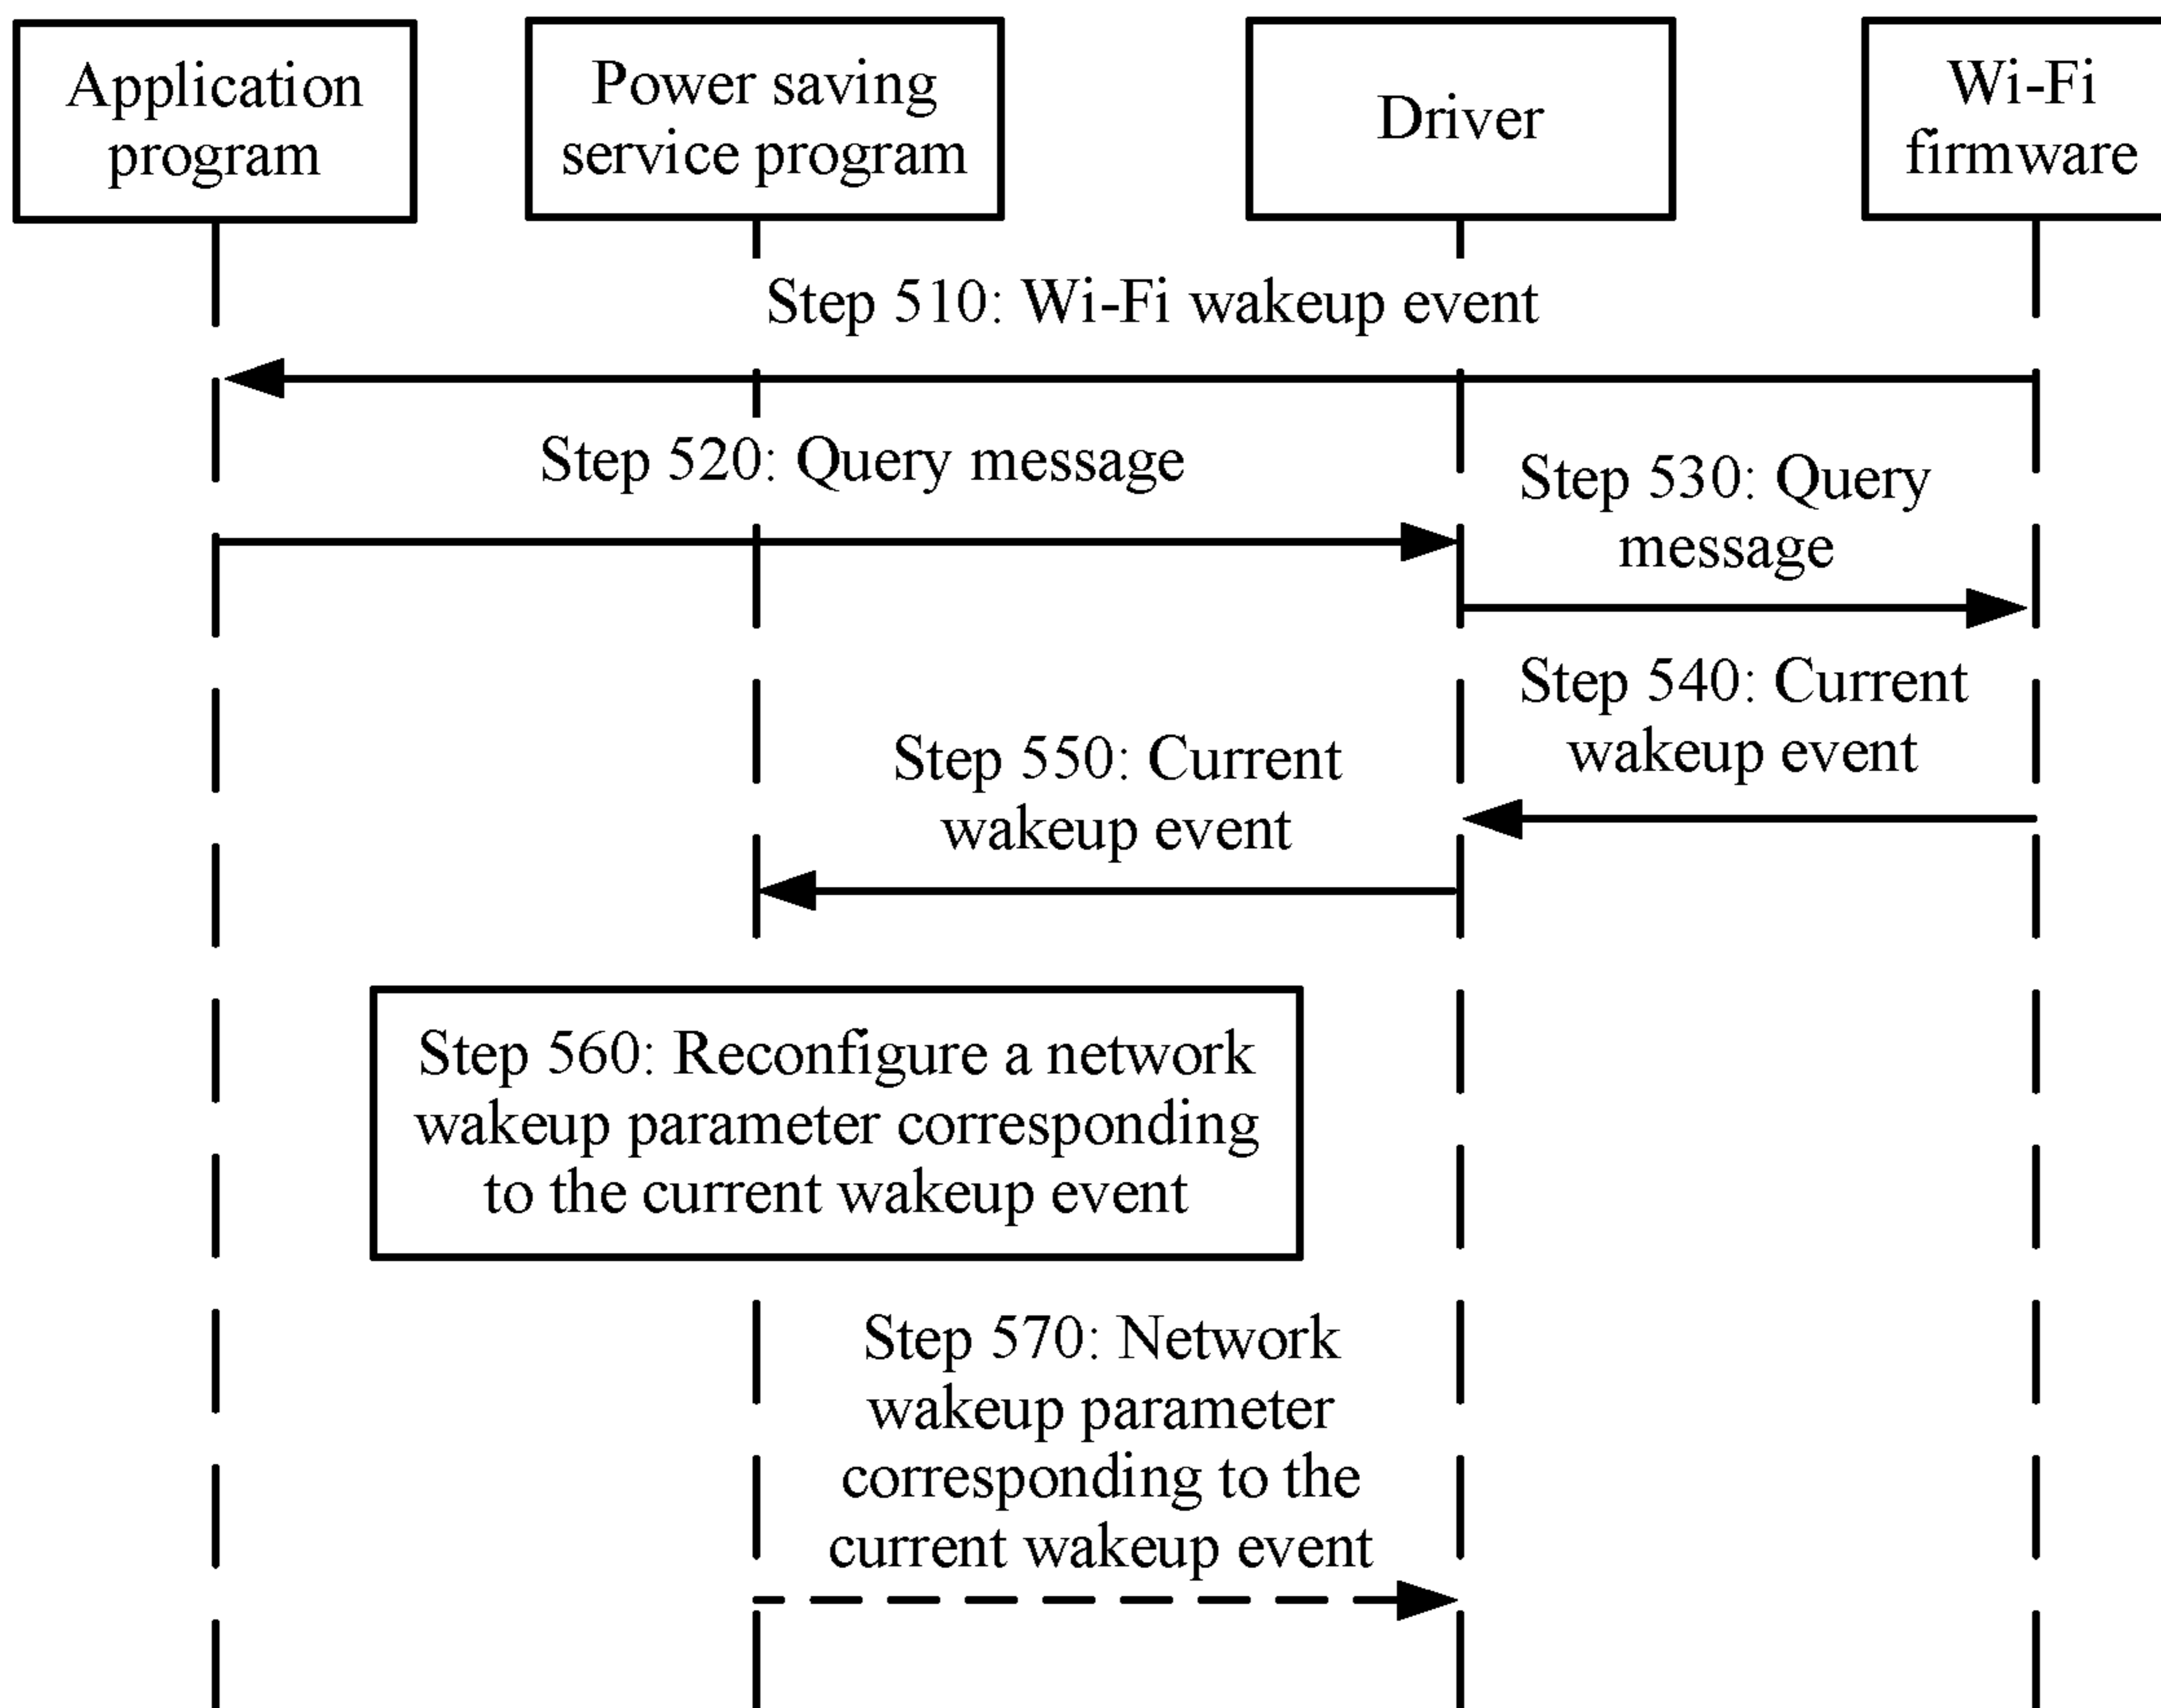 Application
program
Power saving
service program
Driver
Wi-Fi
firmware
Step 510: Wi-Fi wakeup event
Step 520: Query message
Step 530: Query
message
Step 540: Current
wakeup event
Step 550: Current
wakeup event
Step 560: Reconfigure a network
wakeup parameter corresponding
to the current wakeup event
Step 570: Network
wakeup parameter
corresponding to the
current wakeup event